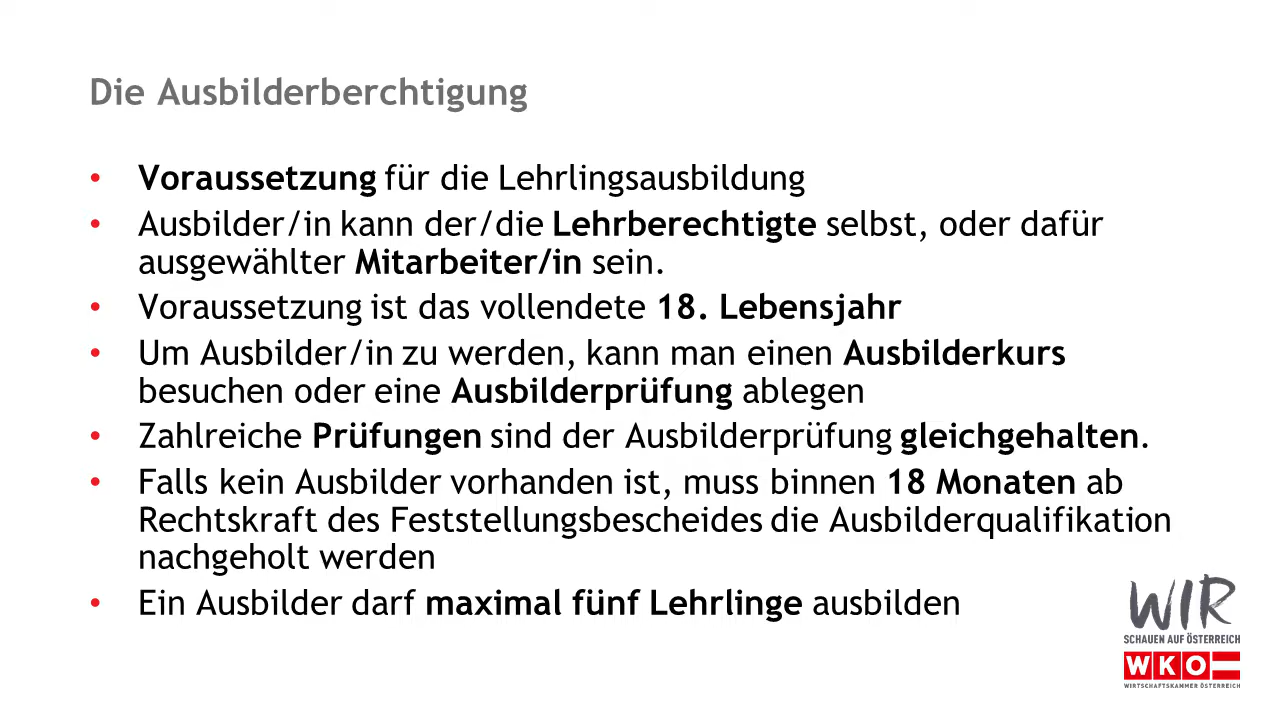 Die Ausbilderberchtigung
• Voraussetzung für die Lehrlingsausbildung
• Ausbilder/in kann der/die Lehrberechtigte selbst, oder dafür
ausgewählter Mitarbeiter/in sein.
• Voraussetzung ist das vollendete 18. Lebensjahr
• Um Ausbilder/in zu werden, kann man einen Ausbilderkurs
besuchen oder eine Ausbilderprüfung ablegen
• Zahlreiche Prüfungen sind der Ausbilderprüfung gleichgehalten.
• Falls kein Ausbilder vorhanden ist, muss binnen 18 Monaten ab
Rechtskraft des Feststellungsbescheides die Ausbilderqualifikation
nachgeholt werden
• Ein Ausbilder darf maximal fünf Lehrlinge ausbilden
WIR
SCHAUEN AUF ÖSTERREICH
WKO
WIRTSCHAFTSKAMMER ÖSTERREICH